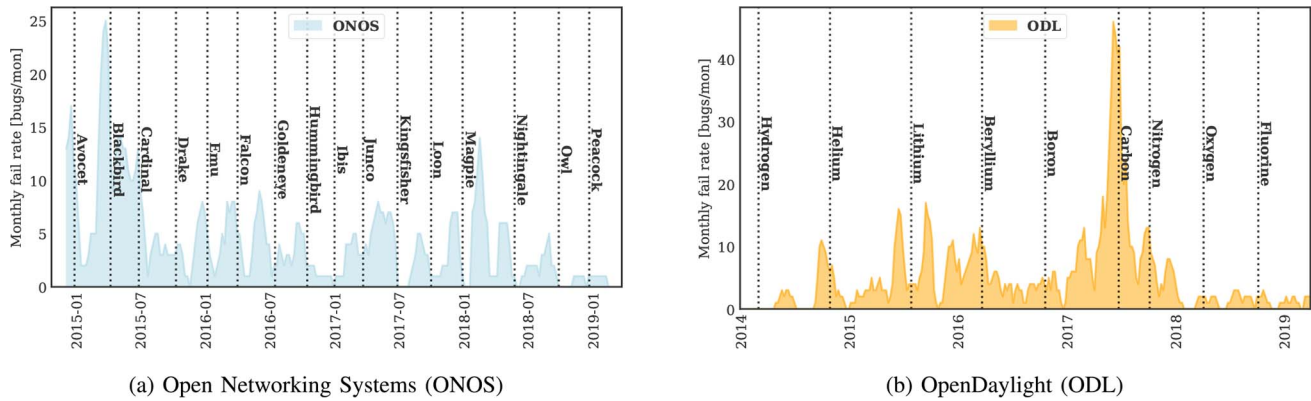 ONOS
Monthly fail rate [bugs/mon]
25
20
15
10
5
0
Avocet
Blackbird
Cardinal
Drake
Emu
Falcon
Goldeneye
Hummingbird
Ibis
Junco
Kingsfisher
Loon
Magpie
Nightingale
Owl
Peacock
2015-01
2015-07
2016-01
2016-07
2017-01
2017-07
2018-01
2018-07
2019-01
(a) Open Networking Systems (ONOS)
ODL
Monthly fail rate [bugs/mon]
40
30
20
10
0
Hydrogen
Helium
Lithium
Beryllium
Boron
Carbon
Nitrogen
Oxygen
Fluorine
2014
2015
2016
2017
2018
2019
(b) OpenDaylight (ODL)